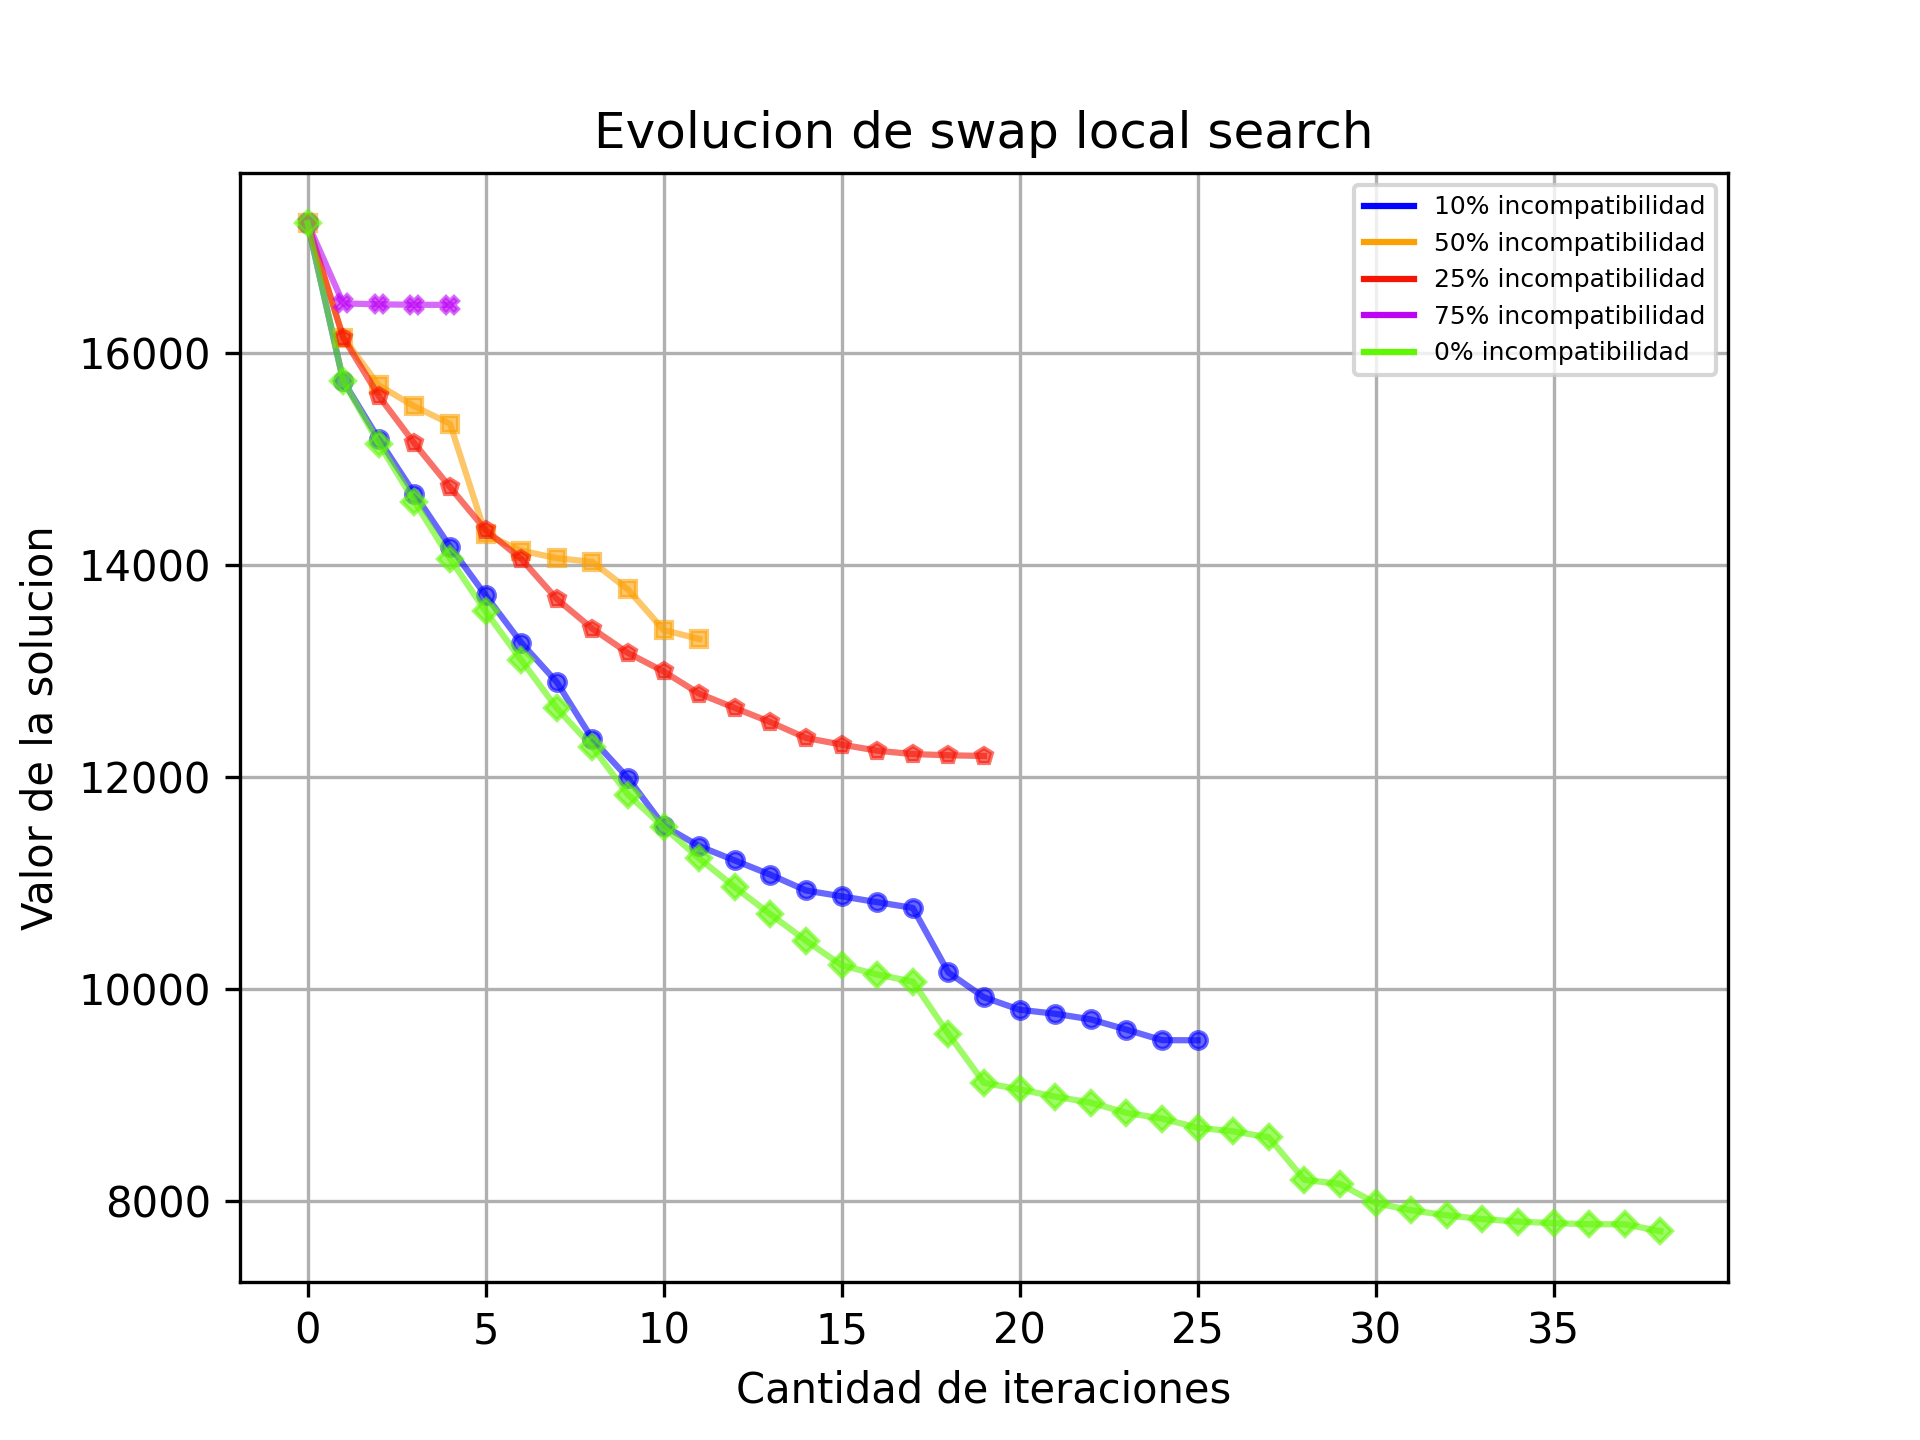 Evolucion de swap local search
10% incompatibilidad
50% incompatibilidad
25% incompatibilidad
75% incompatibilidad
0% incompatibilidad
Valor de la solucion
16000
14000
12000
10000
8000
0 5 10 15 20 25 30 35
Cantidad de iteraciones